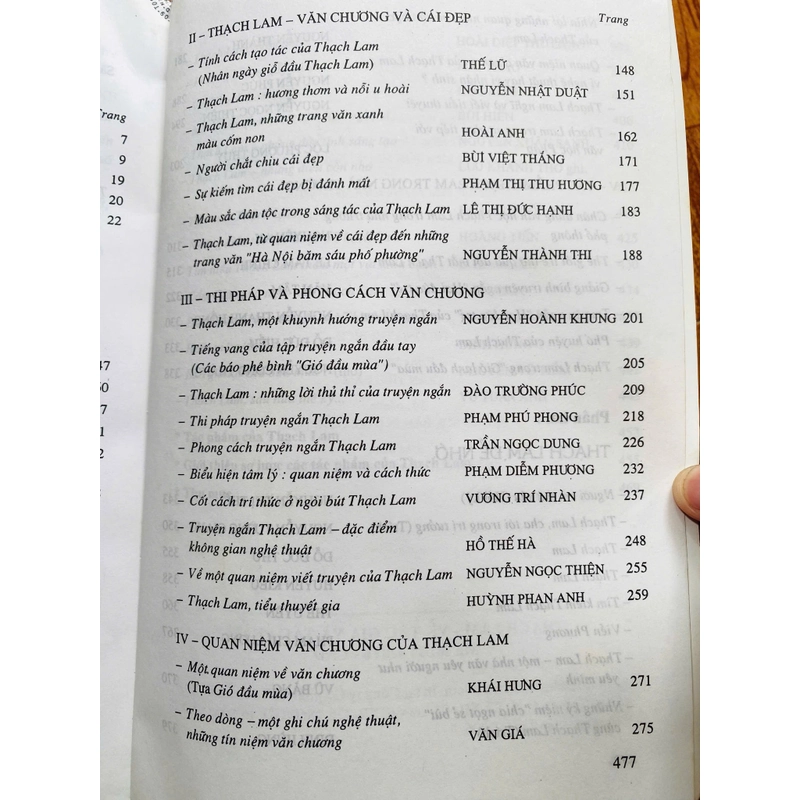 Trang
7
9
19
20
22
47
60
7
1
2
II – THẠCH LAM – VĂN CHƯƠNG VÀ CÁI ĐẸP Trang
– Tính cách tạo tác của Thạch Lam
(Nhân ngày giỗ đầu Thạch Lam) THẾ LỮ 148
– Thạch Lam : hương thơm và nỗi u hoài NGUYỄN NHẬT DUẬT 151
– Thạch Lam, những trang văn xanh
màu cốm non HOÀI ANH 162
– Người chắt chiu cái đẹp BÙI VIỆT THẮNG 171
– Sự kiếm tìm cái đẹp bị đánh mất PHẠM THỊ THU HƯƠNG 177
– Màu sắc dân tộc trong sáng tác của Thạch Lam LÊ THỊ ĐỨC HẠNH 183
– Thạch Lam, từ quan niệm về cái đẹp đến những
trang văn "Hà Nội băm sáu phố phường" NGUYỄN THÀNH THI 188
III – THI PHÁP VÀ PHONG CÁCH VĂN CHƯƠNG
– Thạch Lam, một khuynh hướng truyện ngắn NGUYỄN HOÀNH KHUNG 201
– Tiếng vang của tập truyện ngắn đầu tay
(Các báo phê bình "Gió đầu mùa") 205
– Thạch Lam : những lời thủ thỉ của truyện ngắn ĐÀO TRƯỜNG PHÚC 209
– Thi pháp truyện ngắn Thạch Lam PHẠM PHÚ PHONG 218
– Phong cách truyện ngắn Thạch Lam TRẦN NGỌC DUNG 226
– Biểu hiện tâm lý : quan niệm và cách thức PHẠM DIỄM PHƯƠNG 232
– Cốt cách trí thức ở ngòi bút Thạch Lam VƯƠNG TRÍ NHÀN 237
– Truyện ngắn Thạch Lam – đặc điểm
không gian nghệ thuật HỒ THẾ HÀ 248
– Về một quan niệm viết truyện của Thạch Lam NGUYỄN NGỌC THIỆN 255
– Thạch Lam, tiểu thuyết gia HUỲNH PHAN ANH 259
IV – QUAN NIỆM VĂN CHƯƠNG CỦA THẠCH LAM
– Một quan niệm về văn chương
(Tựa Gió đầu mùa) KHÁI HƯNG 271
– Theo dòng – một ghi chú nghệ thuật,
những tín niệm văn chương VĂN GIÁ 275
477